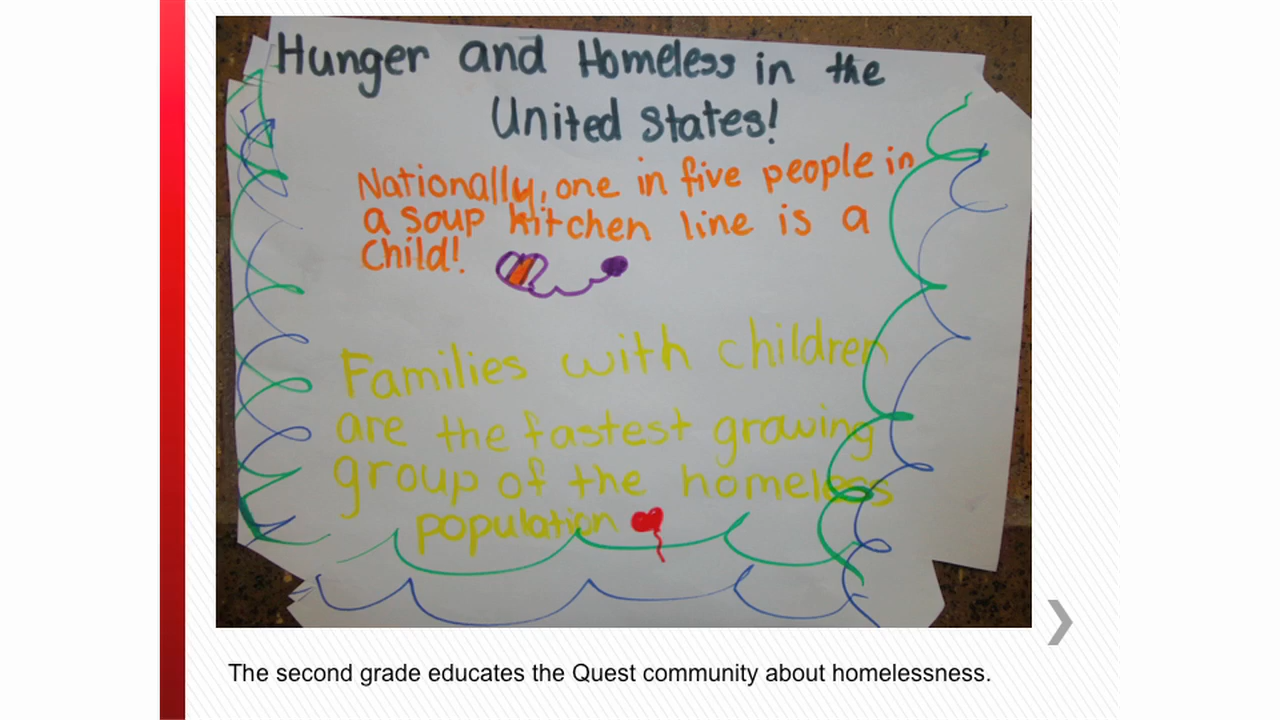 Hunger and Homeless in the
United States!
Nationally, one in five people in
a soup kitchen line is a
Child!
Families with children
are the fastest growing
group of the homeless
population
The second grade educates the Quest community about homelessness.